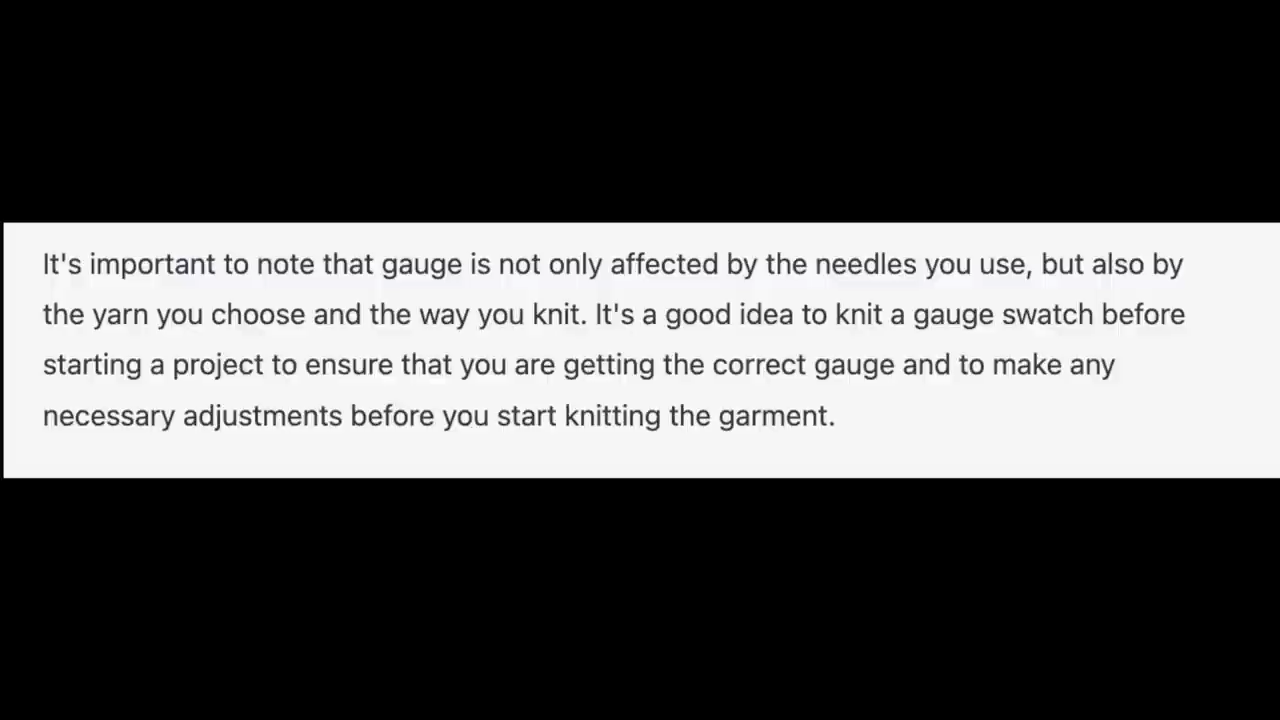 It's important to note that gauge is not only affected by the needles you use, but also by
the yarn you choose and the way you knit. It's a good idea to knit a gauge swatch before
starting a project to ensure that you are getting the correct gauge and to make any
necessary adjustments before you start knitting the garment.